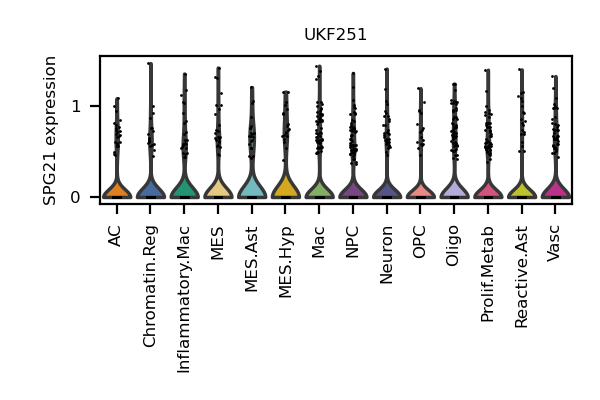 UKF251
SPG21 expression
1
0
AC
Chromatin.Reg
Inflammatory.Mac
MES
MES.Ast
MES.Hyp
Mac
NPC
Neuron
OPC
Oligo
Prolif.Metab
Reactive.Ast
Vasc